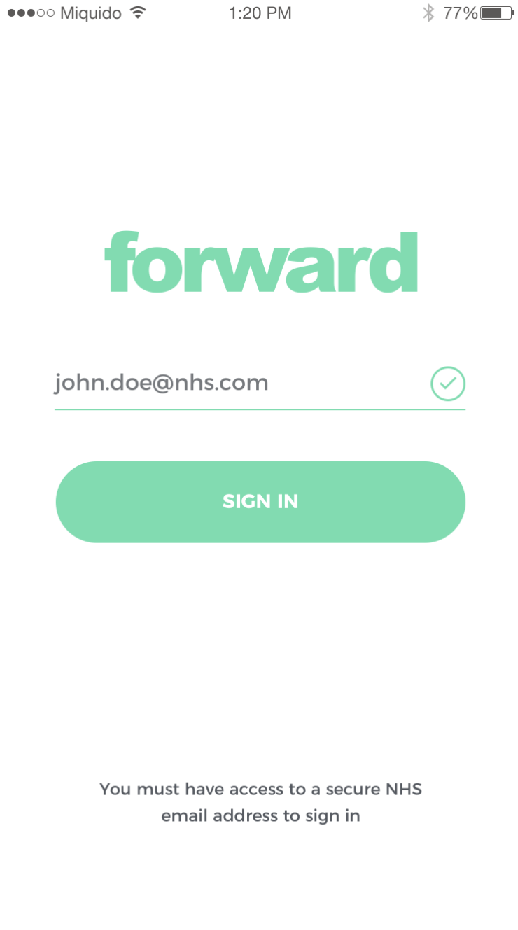 Miquido 1:20 PM 77%
forward
john.doe@nhs.com
SIGN IN
You must have access to a secure NHS
email address to sign in